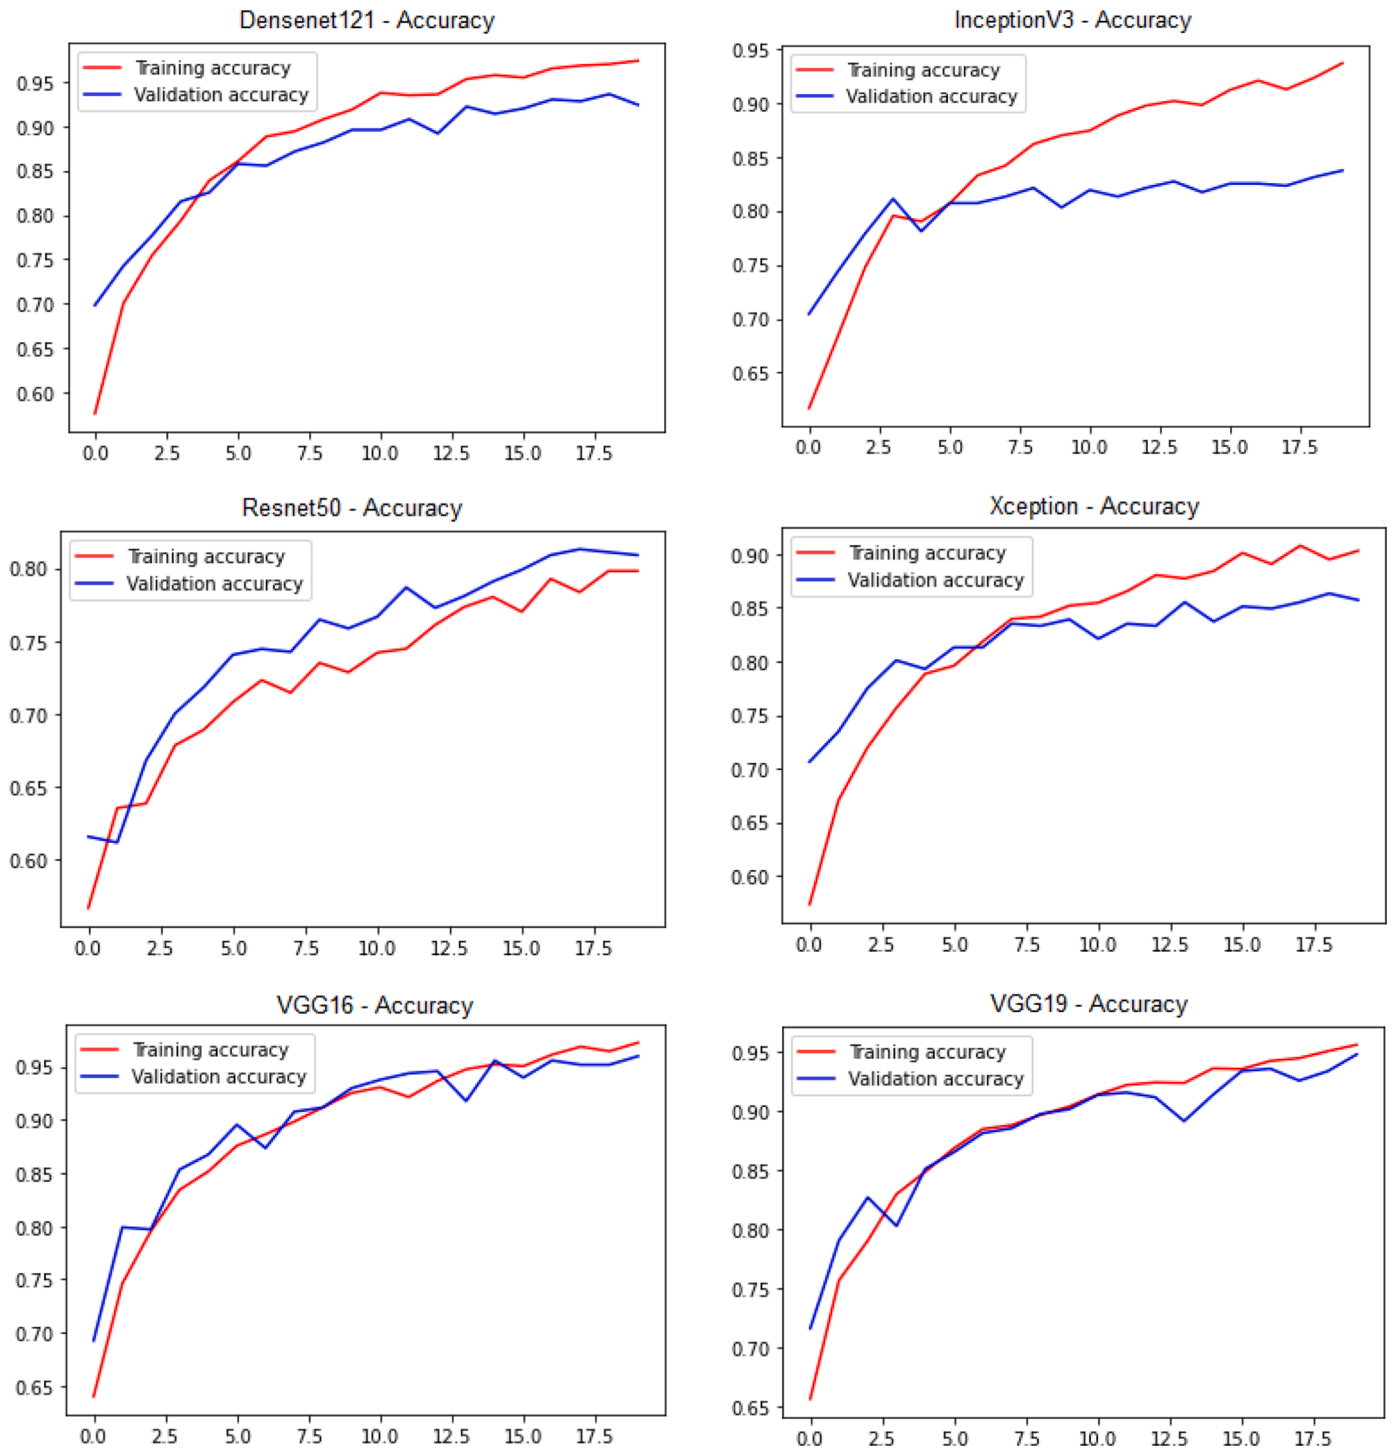 Densenet121 - Accuracy
Training accuracy
Validation accuracy
0.95
0.90
0.85
0.80
0.75
0.70
0.65
0.60
0.0 2.5 5.0 7.5 10.0 12.5 15.0 17.5
InceptionV3 - Accuracy
Training accuracy
Validation accuracy
0.95
0.90
0.85
0.80
0.75
0.70
0.65
0.0 2.5 5.0 7.5 10.0 12.5 15.0 17.5
Resnet50 - Accuracy
Training accuracy
Validation accuracy
0.80
0.75
0.70
0.65
0.60
0.0 2.5 5.0 7.5 10.0 12.5 15.0 17.5
Xception - Accuracy
Training accuracy
Validation accuracy
0.90
0.85
0.80
0.75
0.70
0.65
0.60
0.0 2.5 5.0 7.5 10.0 12.5 15.0 17.5
VGG16 - Accuracy
Training accuracy
Validation accuracy
0.95
0.90
0.85
0.80
0.75
0.70
0.65
0.0 2.5 5.0 7.5 10.0 12.5 15.0 17.5
VGG19 - Accuracy
Training accuracy
Validation accuracy
0.95
0.90
0.85
0.80
0.75
0.70
0.65
0.0 2.5 5.0 7.5 10.0 12.5 15.0 17.5